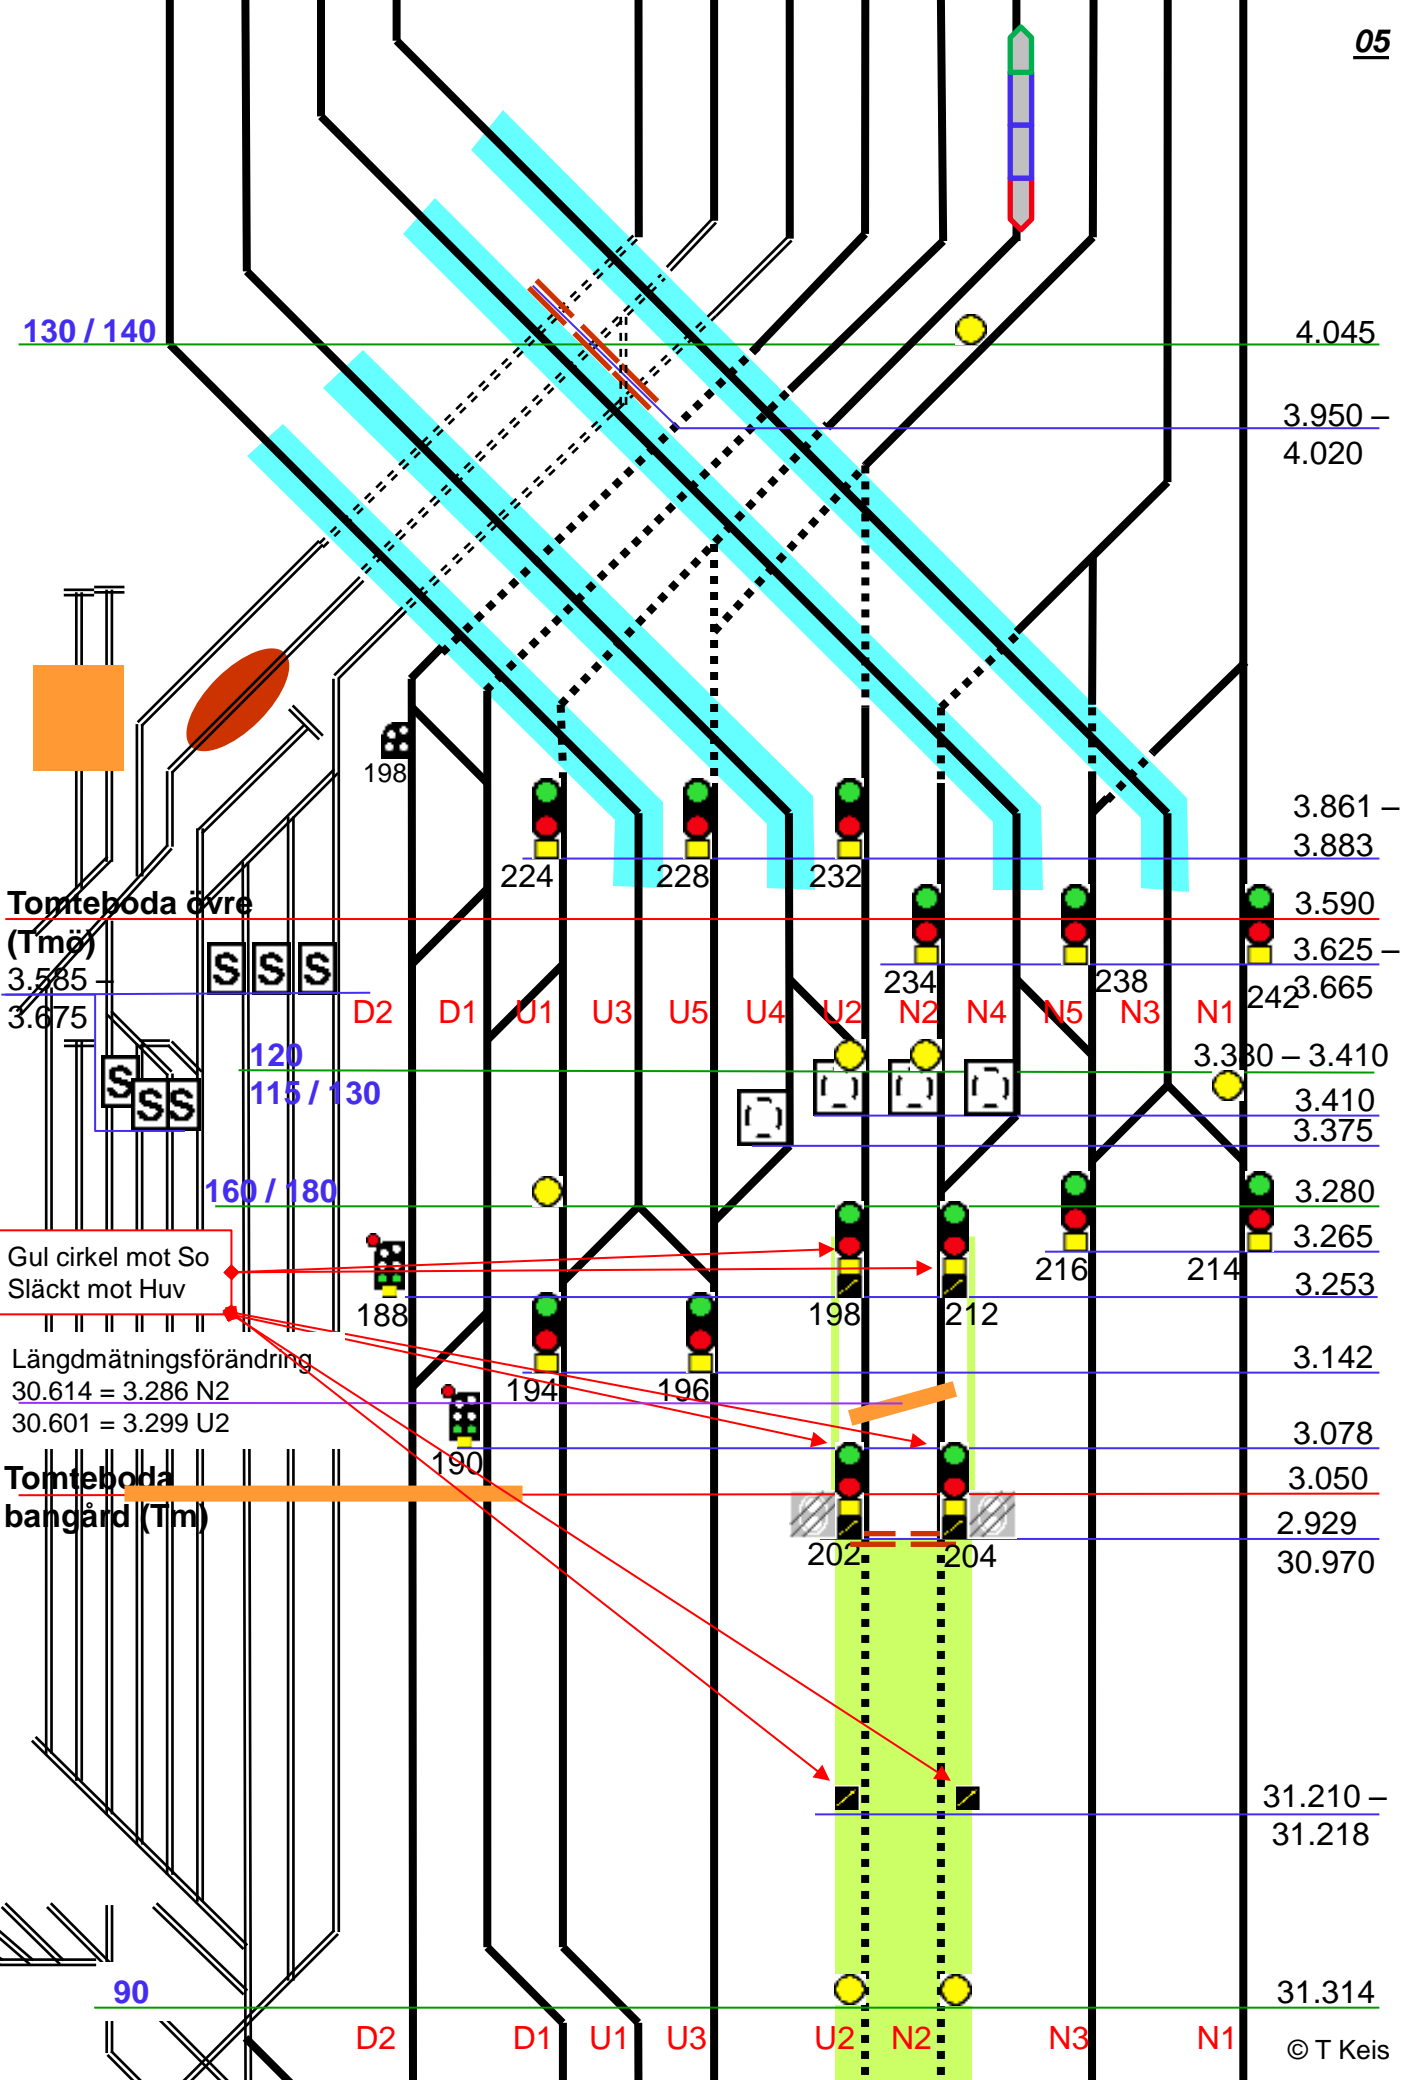 05
130 / 140
4.045
3.950 –
4.020
198
3.861 –
3.883
224
228
232
Tomteboda övre
(Tmö)
3.590
3.585 –
3.675
S S S
234
238
242
3.625 –
3.665
D2 D1 U1 U3 U5 U4 U2 N2 N4 N5 N3 N1
120
115 / 130
S
S S
3.380 – 3.410
3.410
3.375
160 / 180
3.280
Gul cirkel mot So
Släckt mot Huv
216
214
3.265
188
198
212
3.253
Längdmätningsförändring
30.614 = 3.286 N2
30.601 = 3.299 U2
194
196
3.142
190
3.078
Tomteboda
bangård (Tm)
3.050
202
204
2.929
30.970
31.210 –
31.218
90
31.314
D2 D1 U1 U3 U2 N2 N3 N1
© T Keis